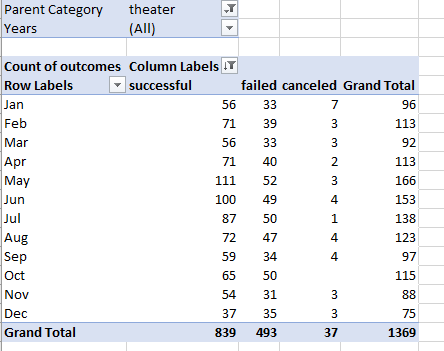 Parent Category theater
Years (All)
Count of outcomes Column Labels
Row Labels successful failed canceled Grand Total
Jan 56 33 7 96
Feb 71 39 3 113
Mar 56 33 3 92
Apr 71 40 2 113
May 111 52 3 166
Jun 100 49 4 153
Jul 87 50 1 138
Aug 72 47 4 123
Sep 59 34 4 97
Oct 65 50 115
Nov 54 31 3 88
Dec 37 35 3 75
Grand Total 839 493 37 1369